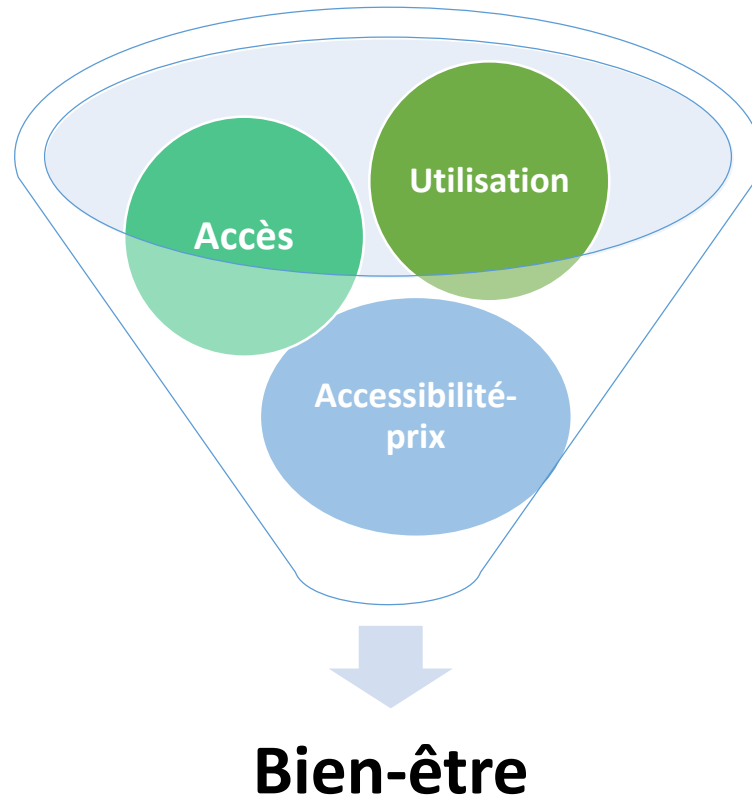 Utilisation
Accès
Accessibilité-
prix
Bien-être